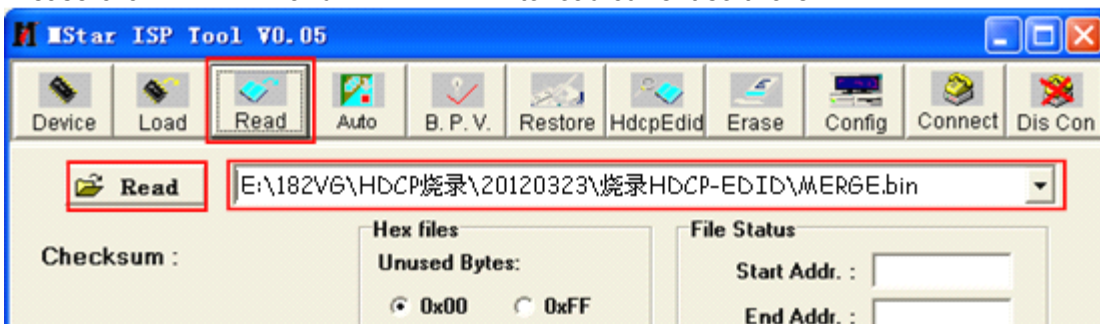 MStar ISP Tool V0.05
Device Load Read Auto B.P.V. Restore HdcpEdid Erase Config Connect Dis Con
Read E:\182VG\HDCP烧录\20120323\烧录HDCP-EDID\MERGE.bin
Checksum :
Hex files
Unused Bytes:
0x00 0xFF
File Status
Start Addr. :
End Addr. :